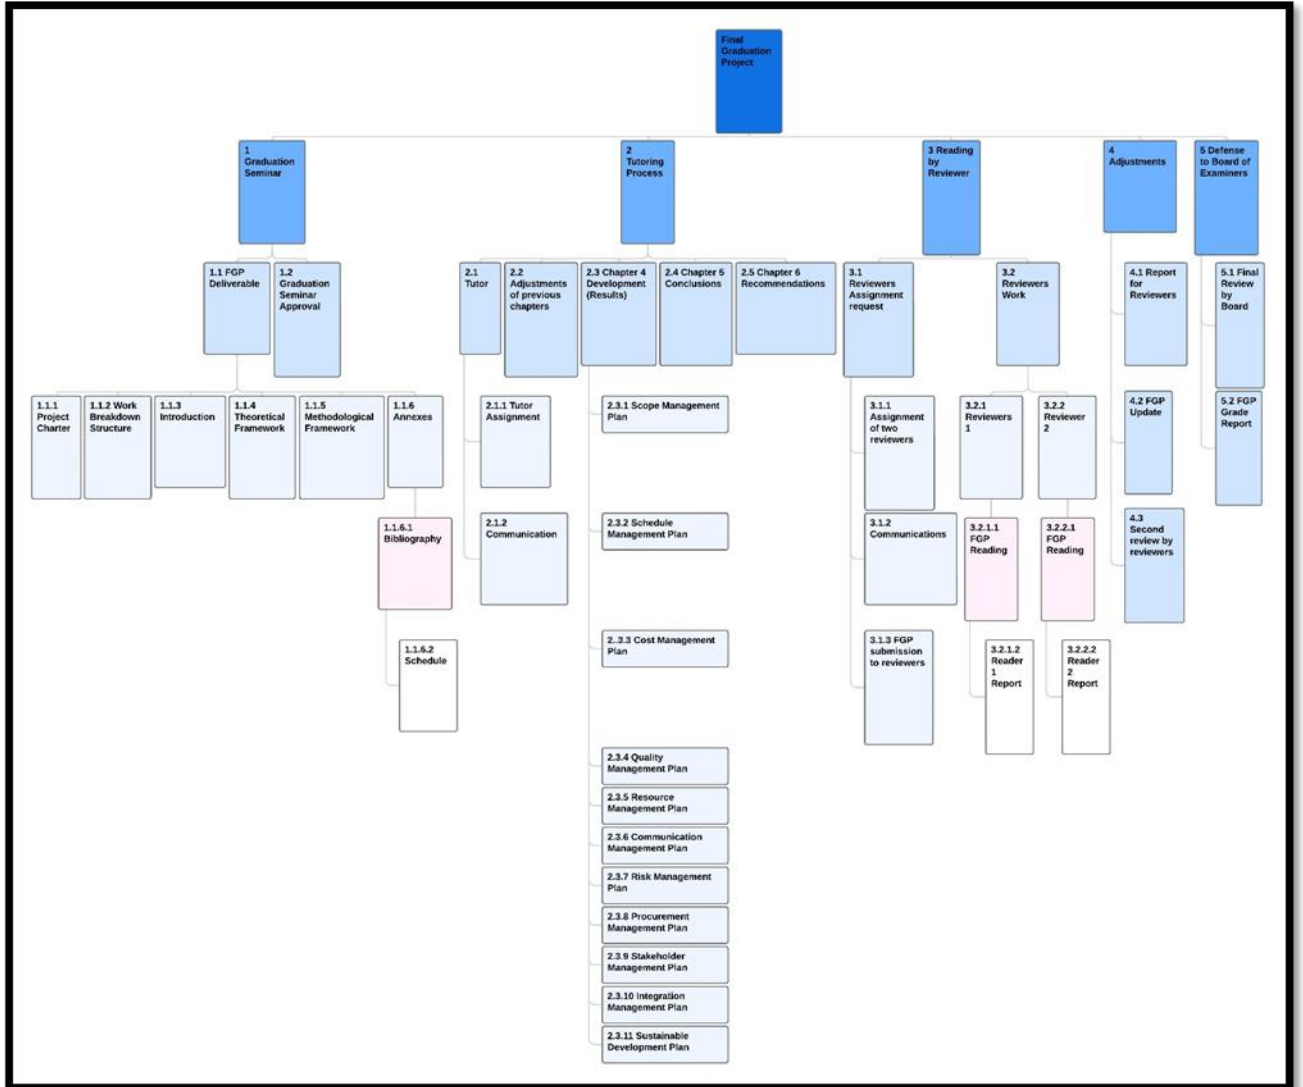 Final
Graduation
Project
1
Graduation
Seminar
2
Tutoring
Process
3 Reading
by
Reviewer
4
Adjustments
5 Defense
to Board of
Examiners
1.1 FGP
Deliverable
1.2
Graduation
Seminar
Approval
2.1
Tutor
2.2
Adjustments
of previous
chapters
2.3 Chapter 4
Development
(Results)
2.4 Chapter 5
Conclusions
2.5 Chapter 6
Recommendations
3.1
Reviewers
Assignment
request
3.2
Reviewers
Work
4.1 Report
for
Reviewers
5.1 Final
Review
by
Board
1.1.1
Project
Charter
1.1.2 Work
Breakdown
Structure
1.1.3
Introduction
1.1.4
Theoretical
Framework
1.1.5
Methodological
Framework
1.1.6
Annexes
2.1.1 Tutor
Assignment
2.3.1 Scope Management
Plan
3.1.1
Assignment
of two
reviewers
3.2.1
Reviewers
1
3.2.2
Reviewer
2
4.2 FGP
Update
5.2 FGP
Grade
Report
1.1.6.1
Bibliography
2.1.2
Communication
2.3.2 Schedule
Management Plan
3.1.2
Communications
3.2.1.1
FGP
Reading
3.2.2.1
FGP
Reading
4.3
Second
review by
reviewers
1.1.6.2
Schedule
2..3.3 Cost Management
Plan
3.1.3 FGP
submission
to reviewers
3.2.1.2
Reader
1
Report
3.2.2.2
Reader
2
Report
2.3.4 Quality
Management Plan
2.3.5 Resource
Management Plan
2.3.6 Communication
Management Plan
2.3.7 Risk Management
Plan
2.3.8 Procurement
Management Plan
2.3.9 Stakeholder
Management Plan
2.3.10 Integration
Management Plan
2.3.11 Sustainable
Development Plan